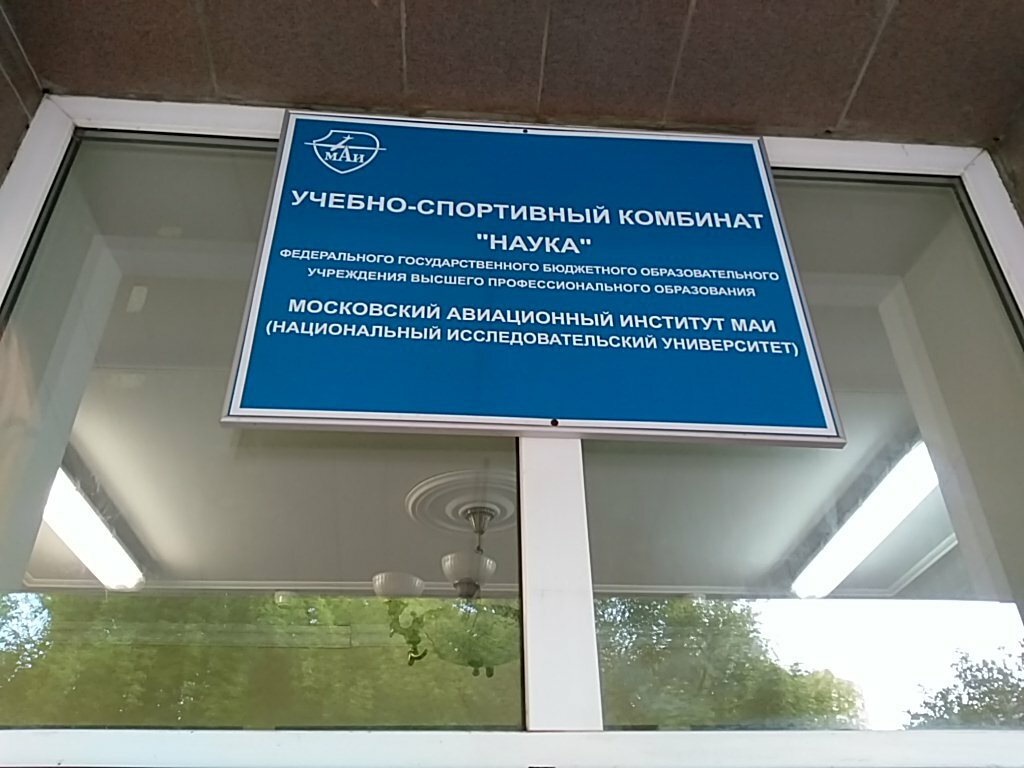 МАИ
УЧЕБНО-СПОРТИВНЫЙ КОМБИНАТ
"НАУКА"
ФЕДЕРАЛЬНОГО ГОСУДАРСТВЕННОГО БЮДЖЕТНОГО ОБРАЗОВАТЕЛЬНОГО
УЧРЕЖДЕНИЯ ВЫСШЕГО ПРОФЕССИОНАЛЬНОГО ОБРАЗОВАНИЯ
МОСКОВСКИЙ АВИАЦИОННЫЙ ИНСТИТУТ МАИ
(НАЦИОНАЛЬНЫЙ ИССЛЕДОВАТЕЛЬСКИЙ УНИВЕРСИТЕТ)